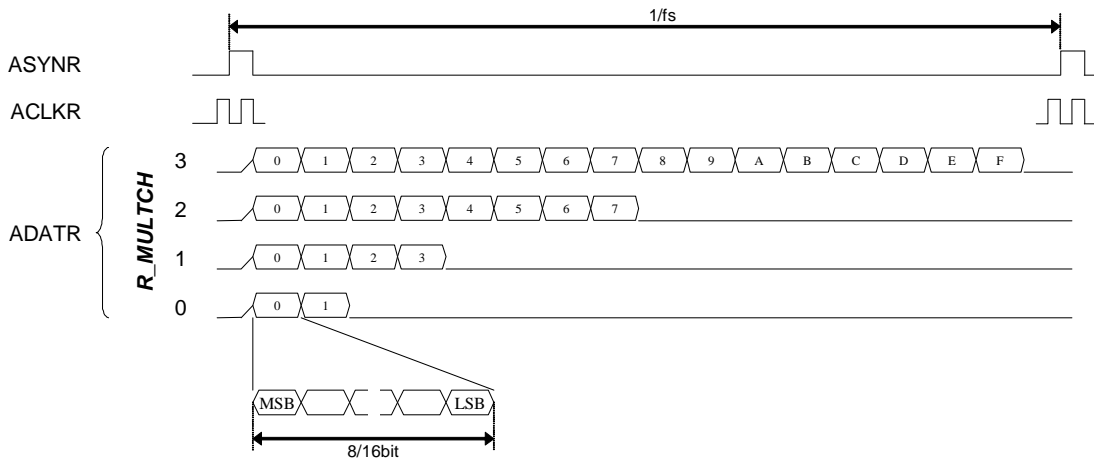 1/fs
ASYNR
ACLKR
ADATR
R_MULTCH
3 0 1 2 3 4 5 6 7 8 9 A B C D E F
2 0 1 2 3 4 5 6 7
1 0 1 2 3
0 0 1
MSB LSB
8/16bit